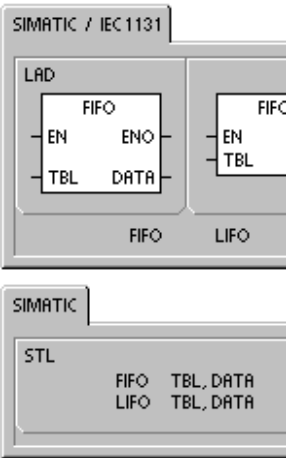 SIMATIC / IEC1131
LAD
FIFO
EN ENO
TBL DATA
FIFO
EN
TBL
FIFO LIFO
SIMATIC
STL
FIFO TBL, DATA
LIFO TBL, DATA